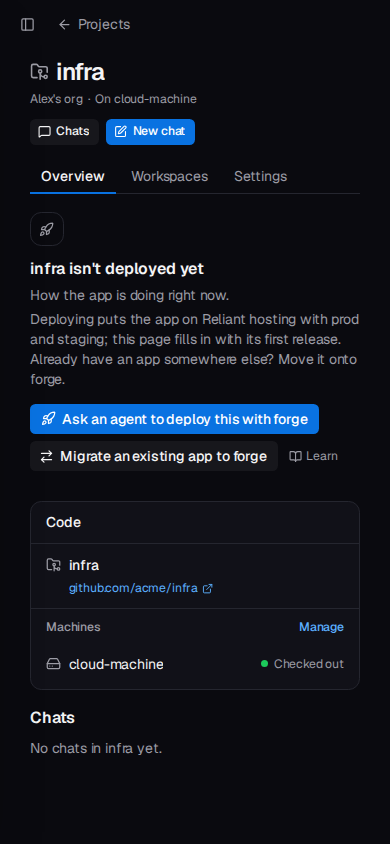 Projects
infra
Alex's org · On cloud-machine
Chats
New chat
Overview
Workspaces
Settings
infra isn't deployed yet
How the app is doing right now.
Deploying puts the app on Reliant hosting with prod
and staging; this page fills in with its first release.
Already have an app somewhere else? Move it onto
forge.
Ask an agent to deploy this with forge
Migrate an existing app to forge
Learn
Code
infra
github.com/acme/infra
Machines
Manage
cloud-machine
Checked out
Chats
No chats in infra yet.